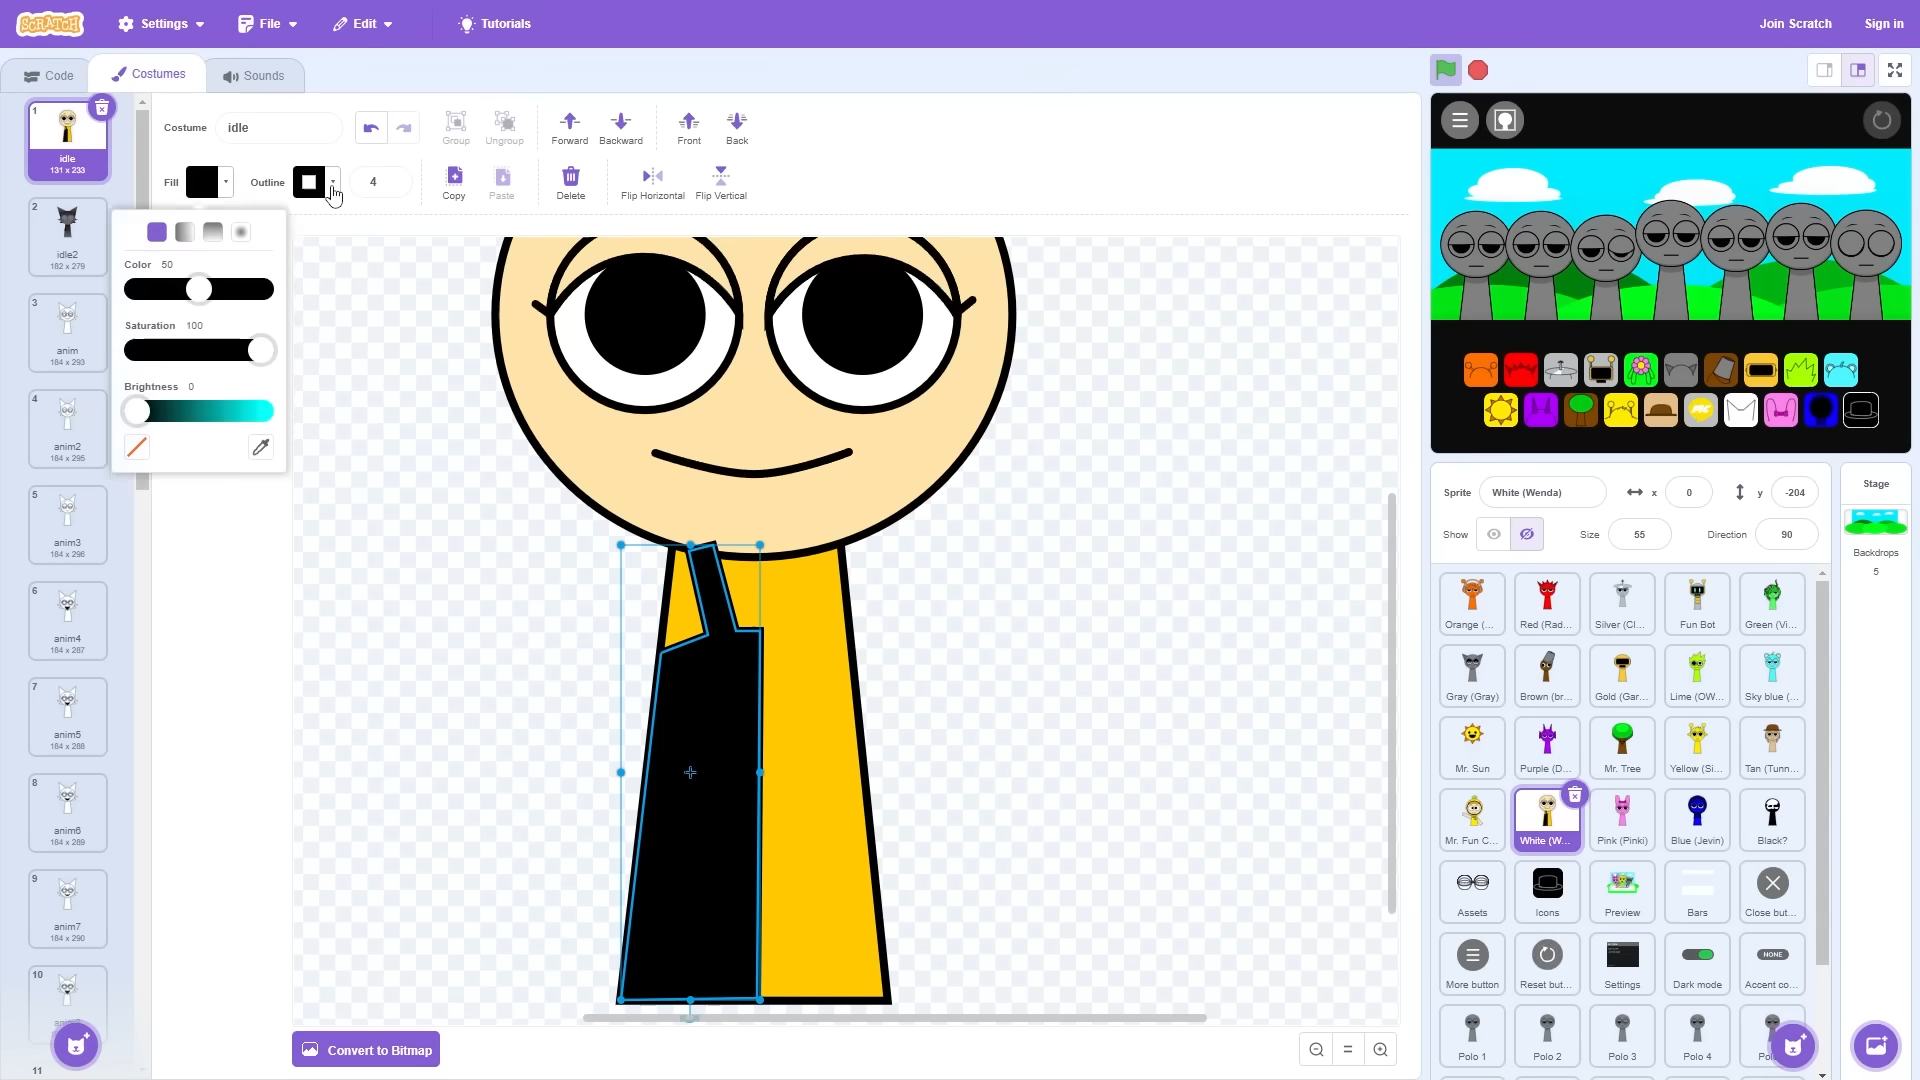 SCRATCH
Settings
File
Edit
Tutorials
Join Scratch
Sign in
Code
Costumes
Sounds
1
idle
131 x 233
2
idle2
182 x 279
3
anim
184 x 293
4
anim2
184 x 295
5
anim3
184 x 296
6
anim4
184 x 287
7
anim5
184 x 288
8
anim6
184 x 289
9
anim7
184 x 290
10
11
Costume
idle
Group
Ungroup
Forward
Backward
Front
Back
Fill
Outline
4
Copy
Paste
Delete
Flip Horizontal
Flip Vertical
Color 50
Saturation 100
Brightness 0
Convert to Bitmap
Sprite
White (Wenda)
x
0
y
-204
Show
Size
55
Direction
90
Stage
Backdrops
5
Orange (...
Red (Rad...
Silver (Cl...
Fun Bot
Green (Vi...
Gray (Gray)
Brown (br...
Gold (Gar...
Lime (OW...
Sky blue (...
Mr. Sun
Purple (D...
Mr. Tree
Yellow (Si...
Tan (Tunn...
Mr. Fun C...
White (W...
Pink (Pinki)
Blue (Jevin)
Black?
Assets
Icons
Preview
Bars
Close but...
More button
Reset but...
Settings
Dark mode
NONE
Accent co...
Polo 1
Polo 2
Polo 3
Polo 4